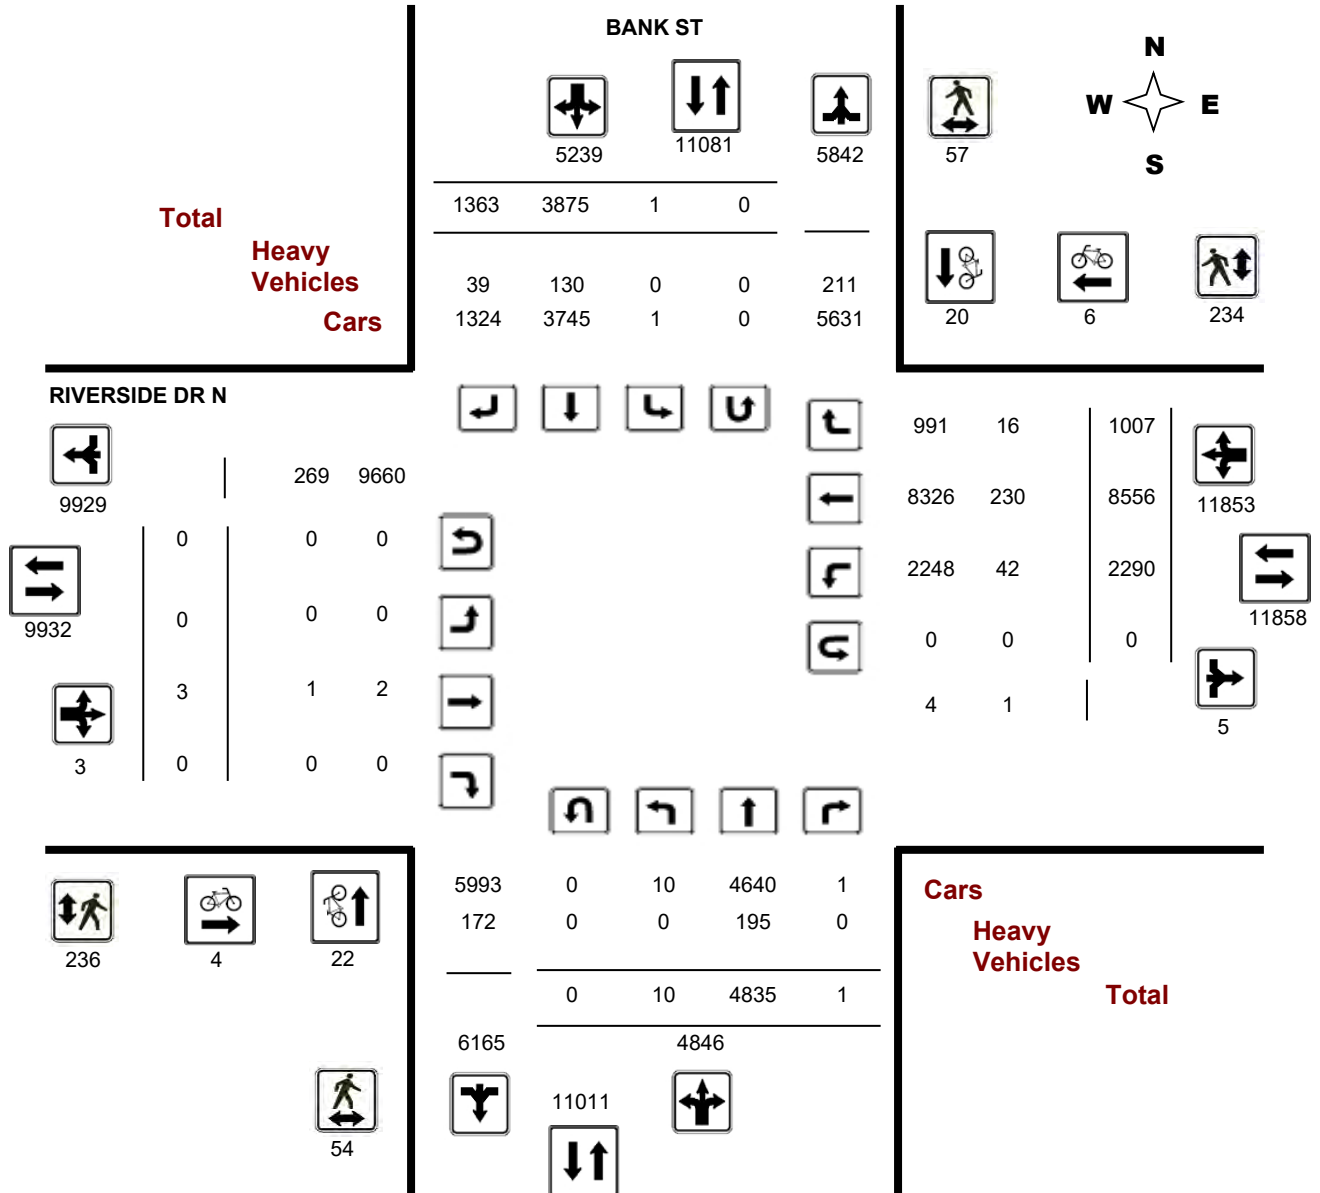 BANK ST
N
W E
S
5239 11081 5842 57
1363 3875 1 0
Total
Heavy
Vehicles
39 130 0 0 211
Cars
1324 3745 1 0 5631
20 6 234
RIVERSIDE DR N
991 16 1007
269 9660
9929
8326 230 8556
11853
0 0 0
2248 42 2290
0 0 0
9932
11858
0 0 0
3 1 2
4 1
5
3
0 0 0
5993 0 10 4640 1
172 0 0 195 0
Cars
Heavy
Vehicles
Total
236 4 22
0 10 4835 1
6165 4846
11011
54